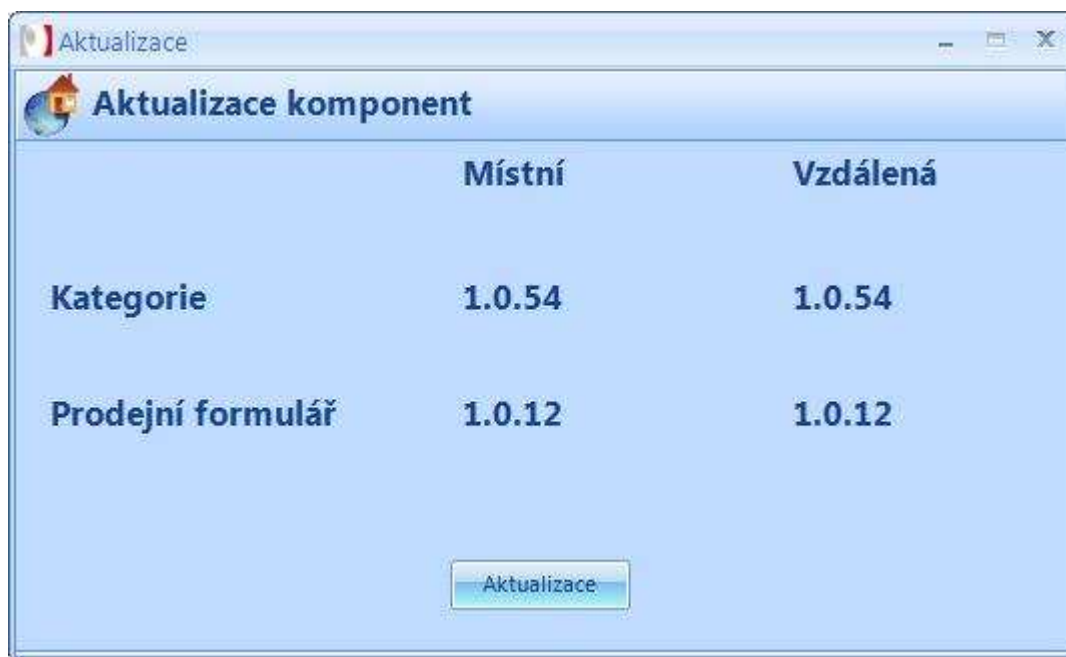 Aktualizace
Aktualizace komponent
Místní Vzdálená
Kategorie 1.0.54 1.0.54
Prodejní formulář 1.0.12 1.0.12
Aktualizace